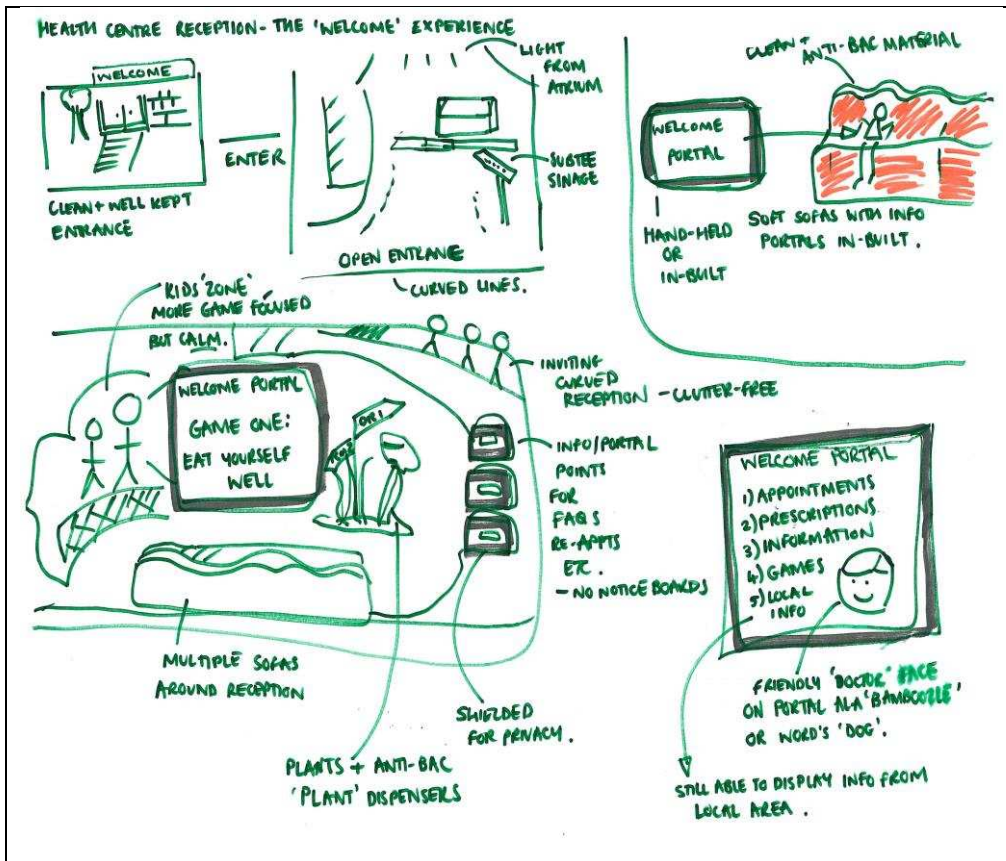 HEALTH CENTRE RECEPTION - THE 'WELCOME' EXPERIENCE
WELCOME
CLEAN + WELL KEPT
ENTRANCE
ENTER
LIGHT
FROM
ATRIUM
SUBTEE
SINAGE
OPEN ENTRANE
CURVED LINES.
CLEAN +
ANTI-BAC MATERIAL
WELCOME
PORTAL
HAND-HELD
OR
IN-BUILT
SOFT SOFAS WITH INFO
PORTALS IN-BUILT.
KIDS 'ZONE'
MORE GAME FOCUSED
BUT CALM.
WELCOME PORTAL
GAME ONE:
EAT YOURSELF
WELL
INVITING
CURVED
RECEPTION - CLUTTER-FREE
INFO/PORTAL
POINTS
FOR
FAQS
RE-APPTS
ETC.
- NO NOTICE BOARDS
MULTIPLE SOFAS
AROUND RECEPTION
PLANTS + ANTI-BAC
'PLANT' DISPENSERS
SHIELDED
FOR PRIVACY.
WELCOME PORTAL
1) APPOINTMENTS
2) PRESCRIPTIONS
3) INFORMATION
4) GAMES
5) LOCAL
INFO
FRIENDLY 'DOCTOR' FACE
ON PORTAL ALA 'BAMBOOZLE'
OR WORD'S 'DOG'.
STILL ABLE TO DISPLAY INFO FROM
LOCAL AREA.